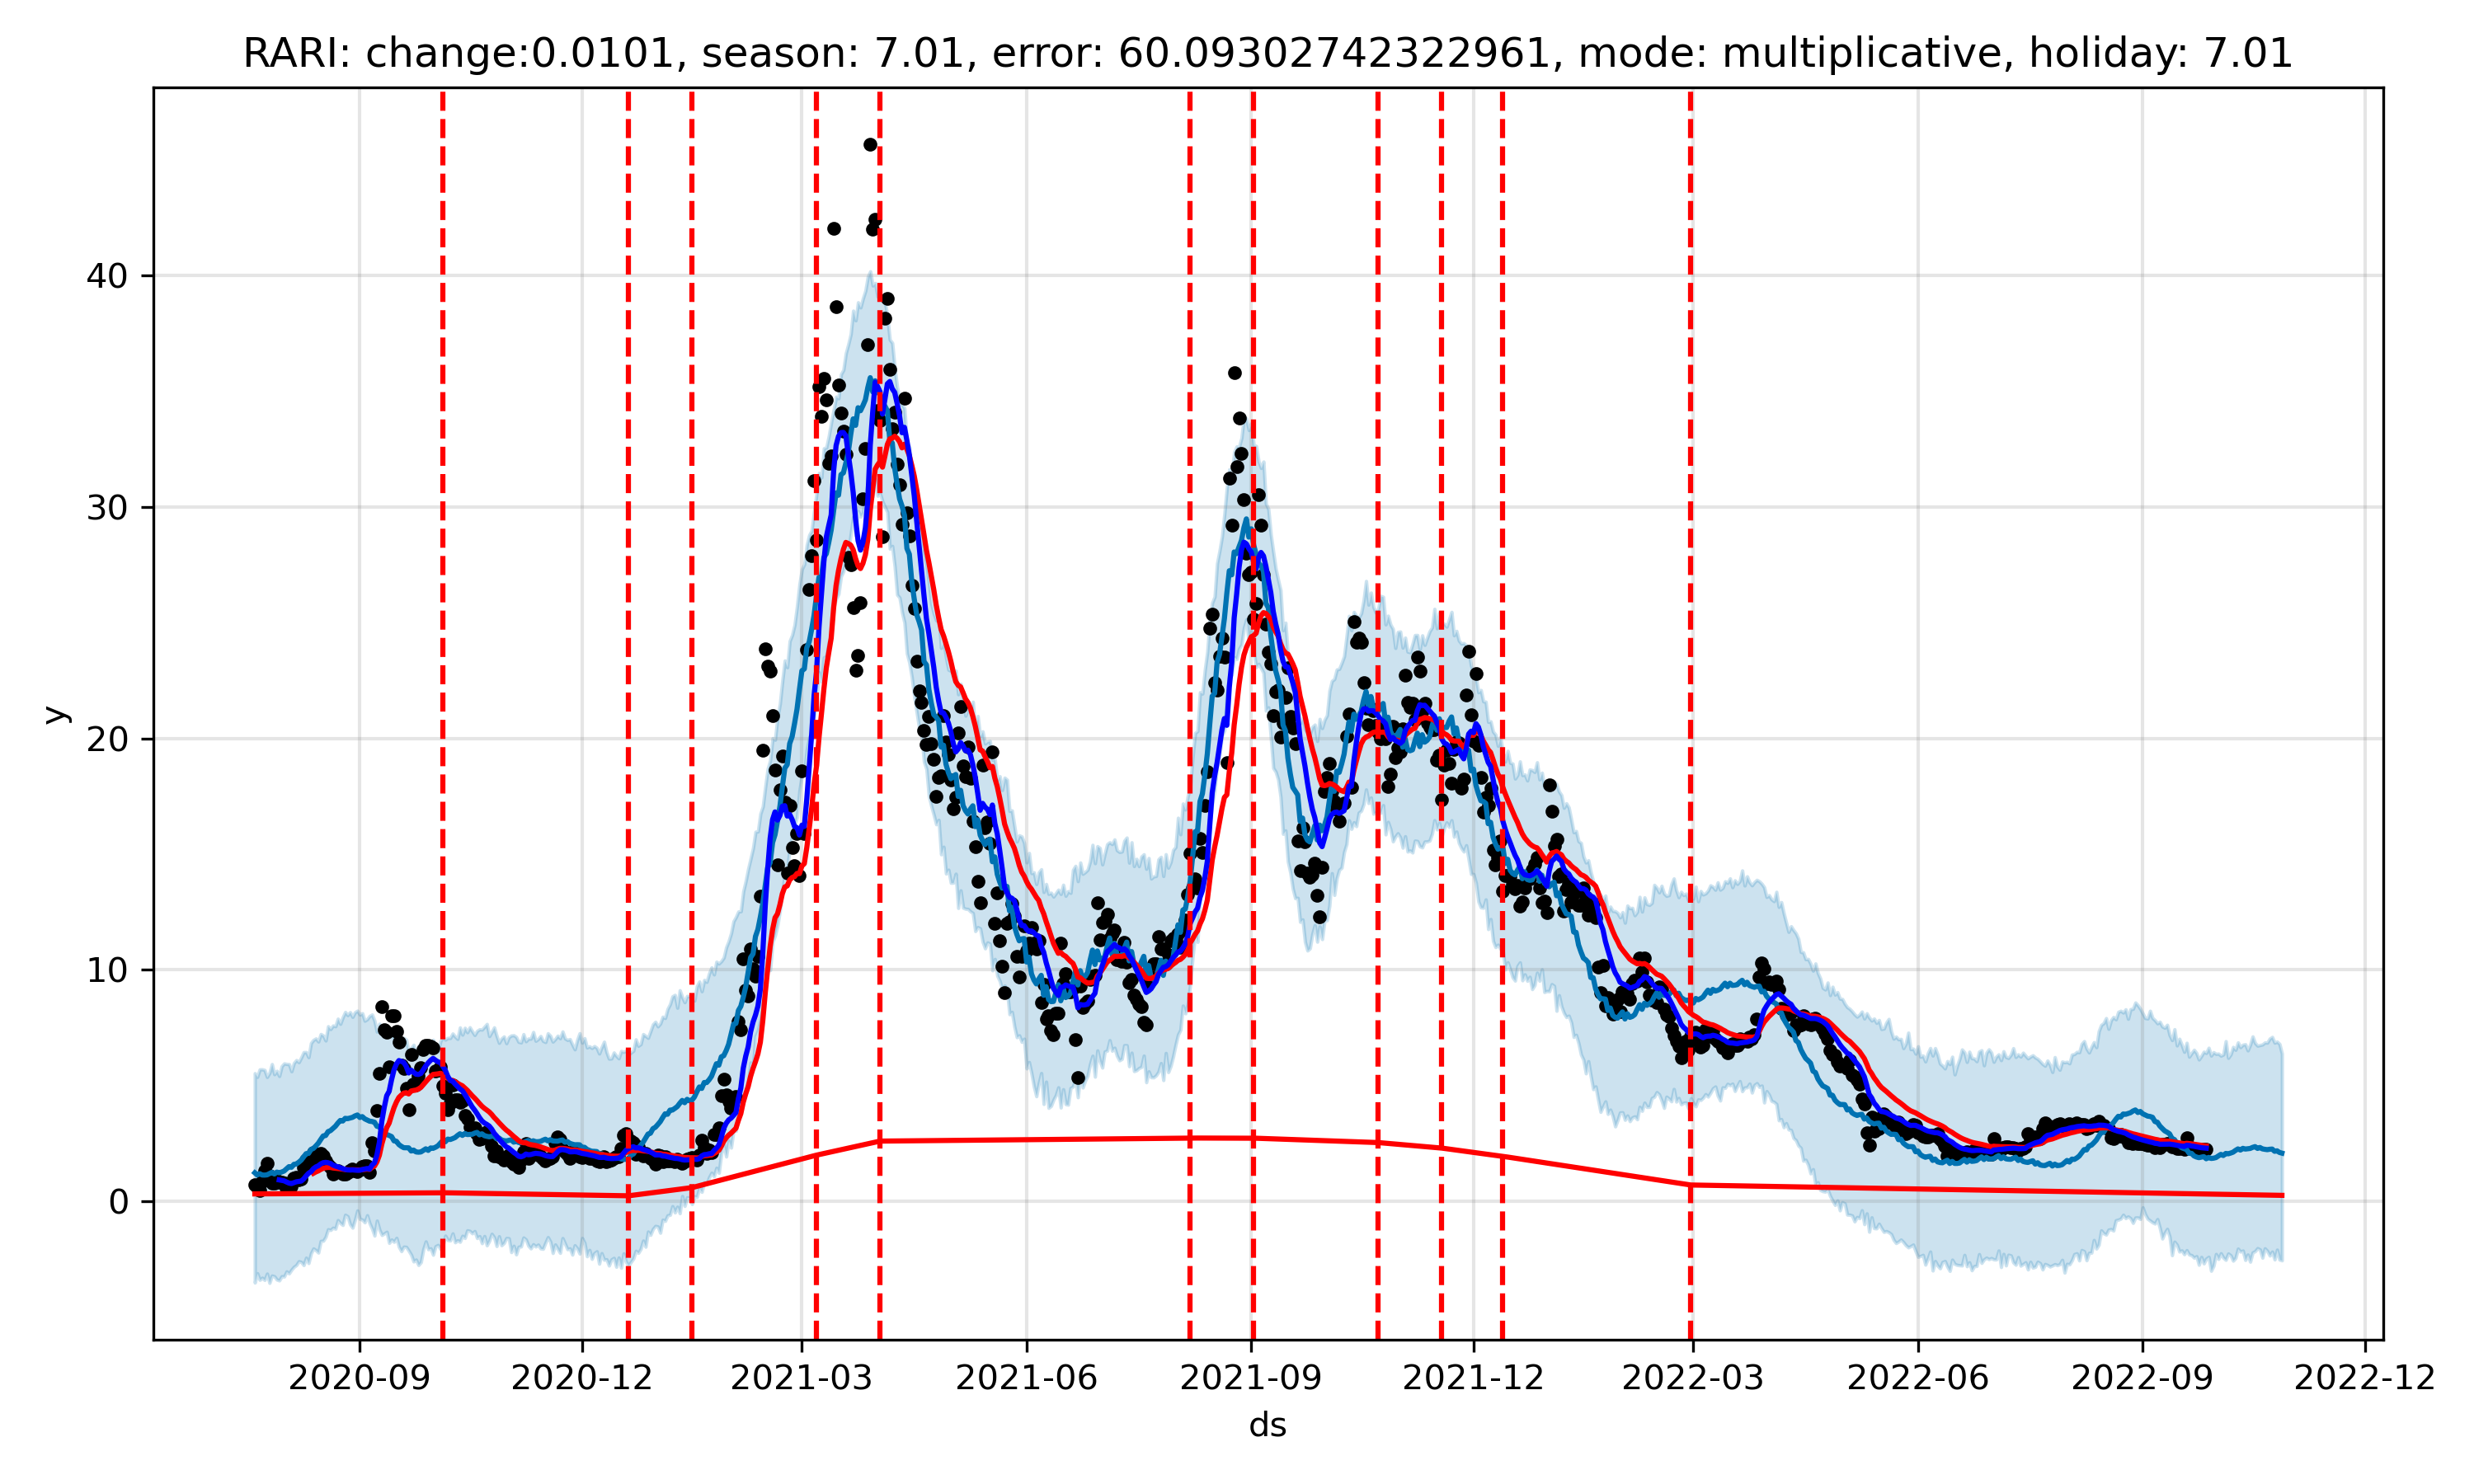 RARI: change:0.0101, season: 7.01, error: 60.09302742322961, mode: multiplicative, holiday: 7.01
y
40
30
20
10
0
2020-09 2020-12 2021-03 2021-06 2021-09 2021-12 2022-03 2022-06 2022-09 2022-12
ds